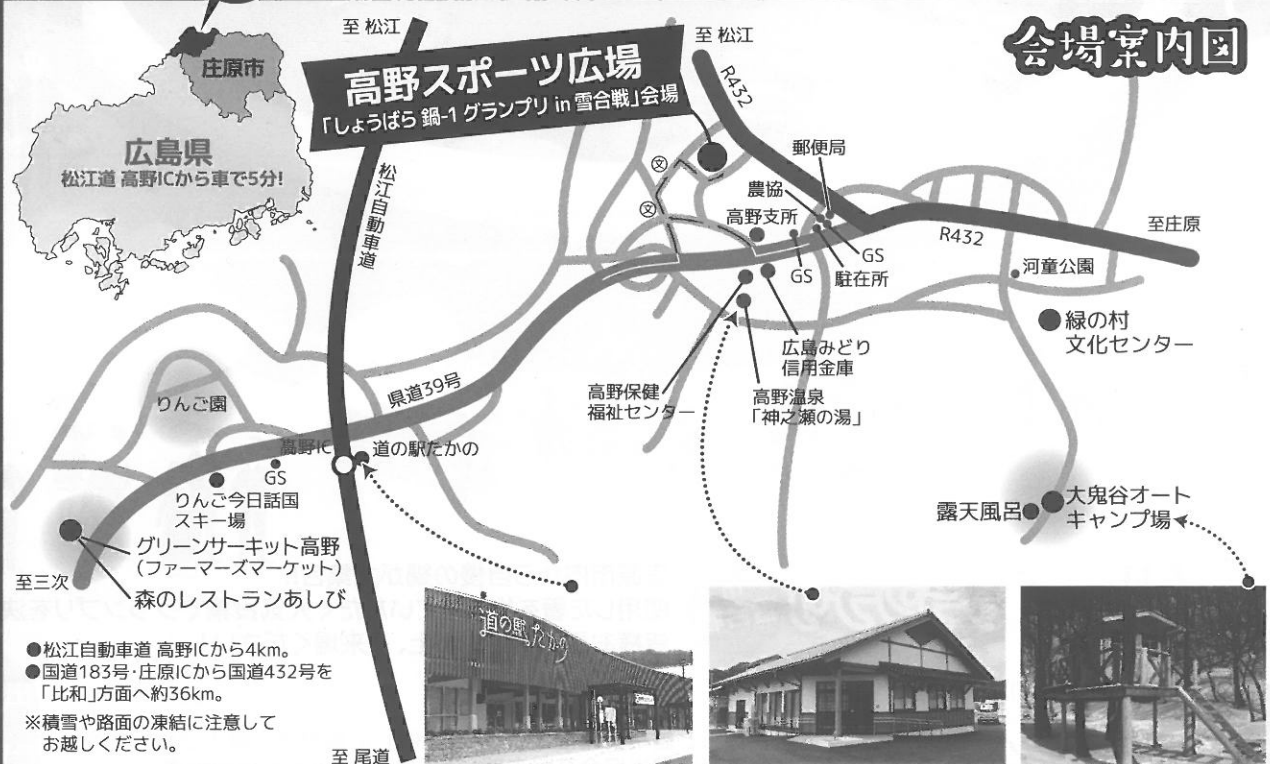 会場案内図
庄原市
広島県
松江道 高野ICから車で5分!
至 松江
高野スポーツ広場
「しょうばら 鍋-1 グランプリ in 雪合戦」会場
至 松江
R432
松江自動車道
文
文
郵便局
農協
高野支所
GS
GS
駐在所
R432
至庄原
河童公園
緑の村
文化センター
広島みどり
信用金庫
高野保健
福祉センター
高野温泉
「神之瀬の湯」
県道39号
りんご園
高野IC
道の駅たかの
GS
りんご今日話国
スキー場
グリーンサーキット高野
(ファーマーズマーケット)
森のレストランあしび
至三次
露天風呂
大鬼谷オート
キャンプ場
●松江自動車道 高野ICから4km。
●国道183号・庄原ICから国道432号を
「比和」方面へ約36km。
※積雪や路面の凍結に注意して
お越しください。
至 尾道
道の駅たかの